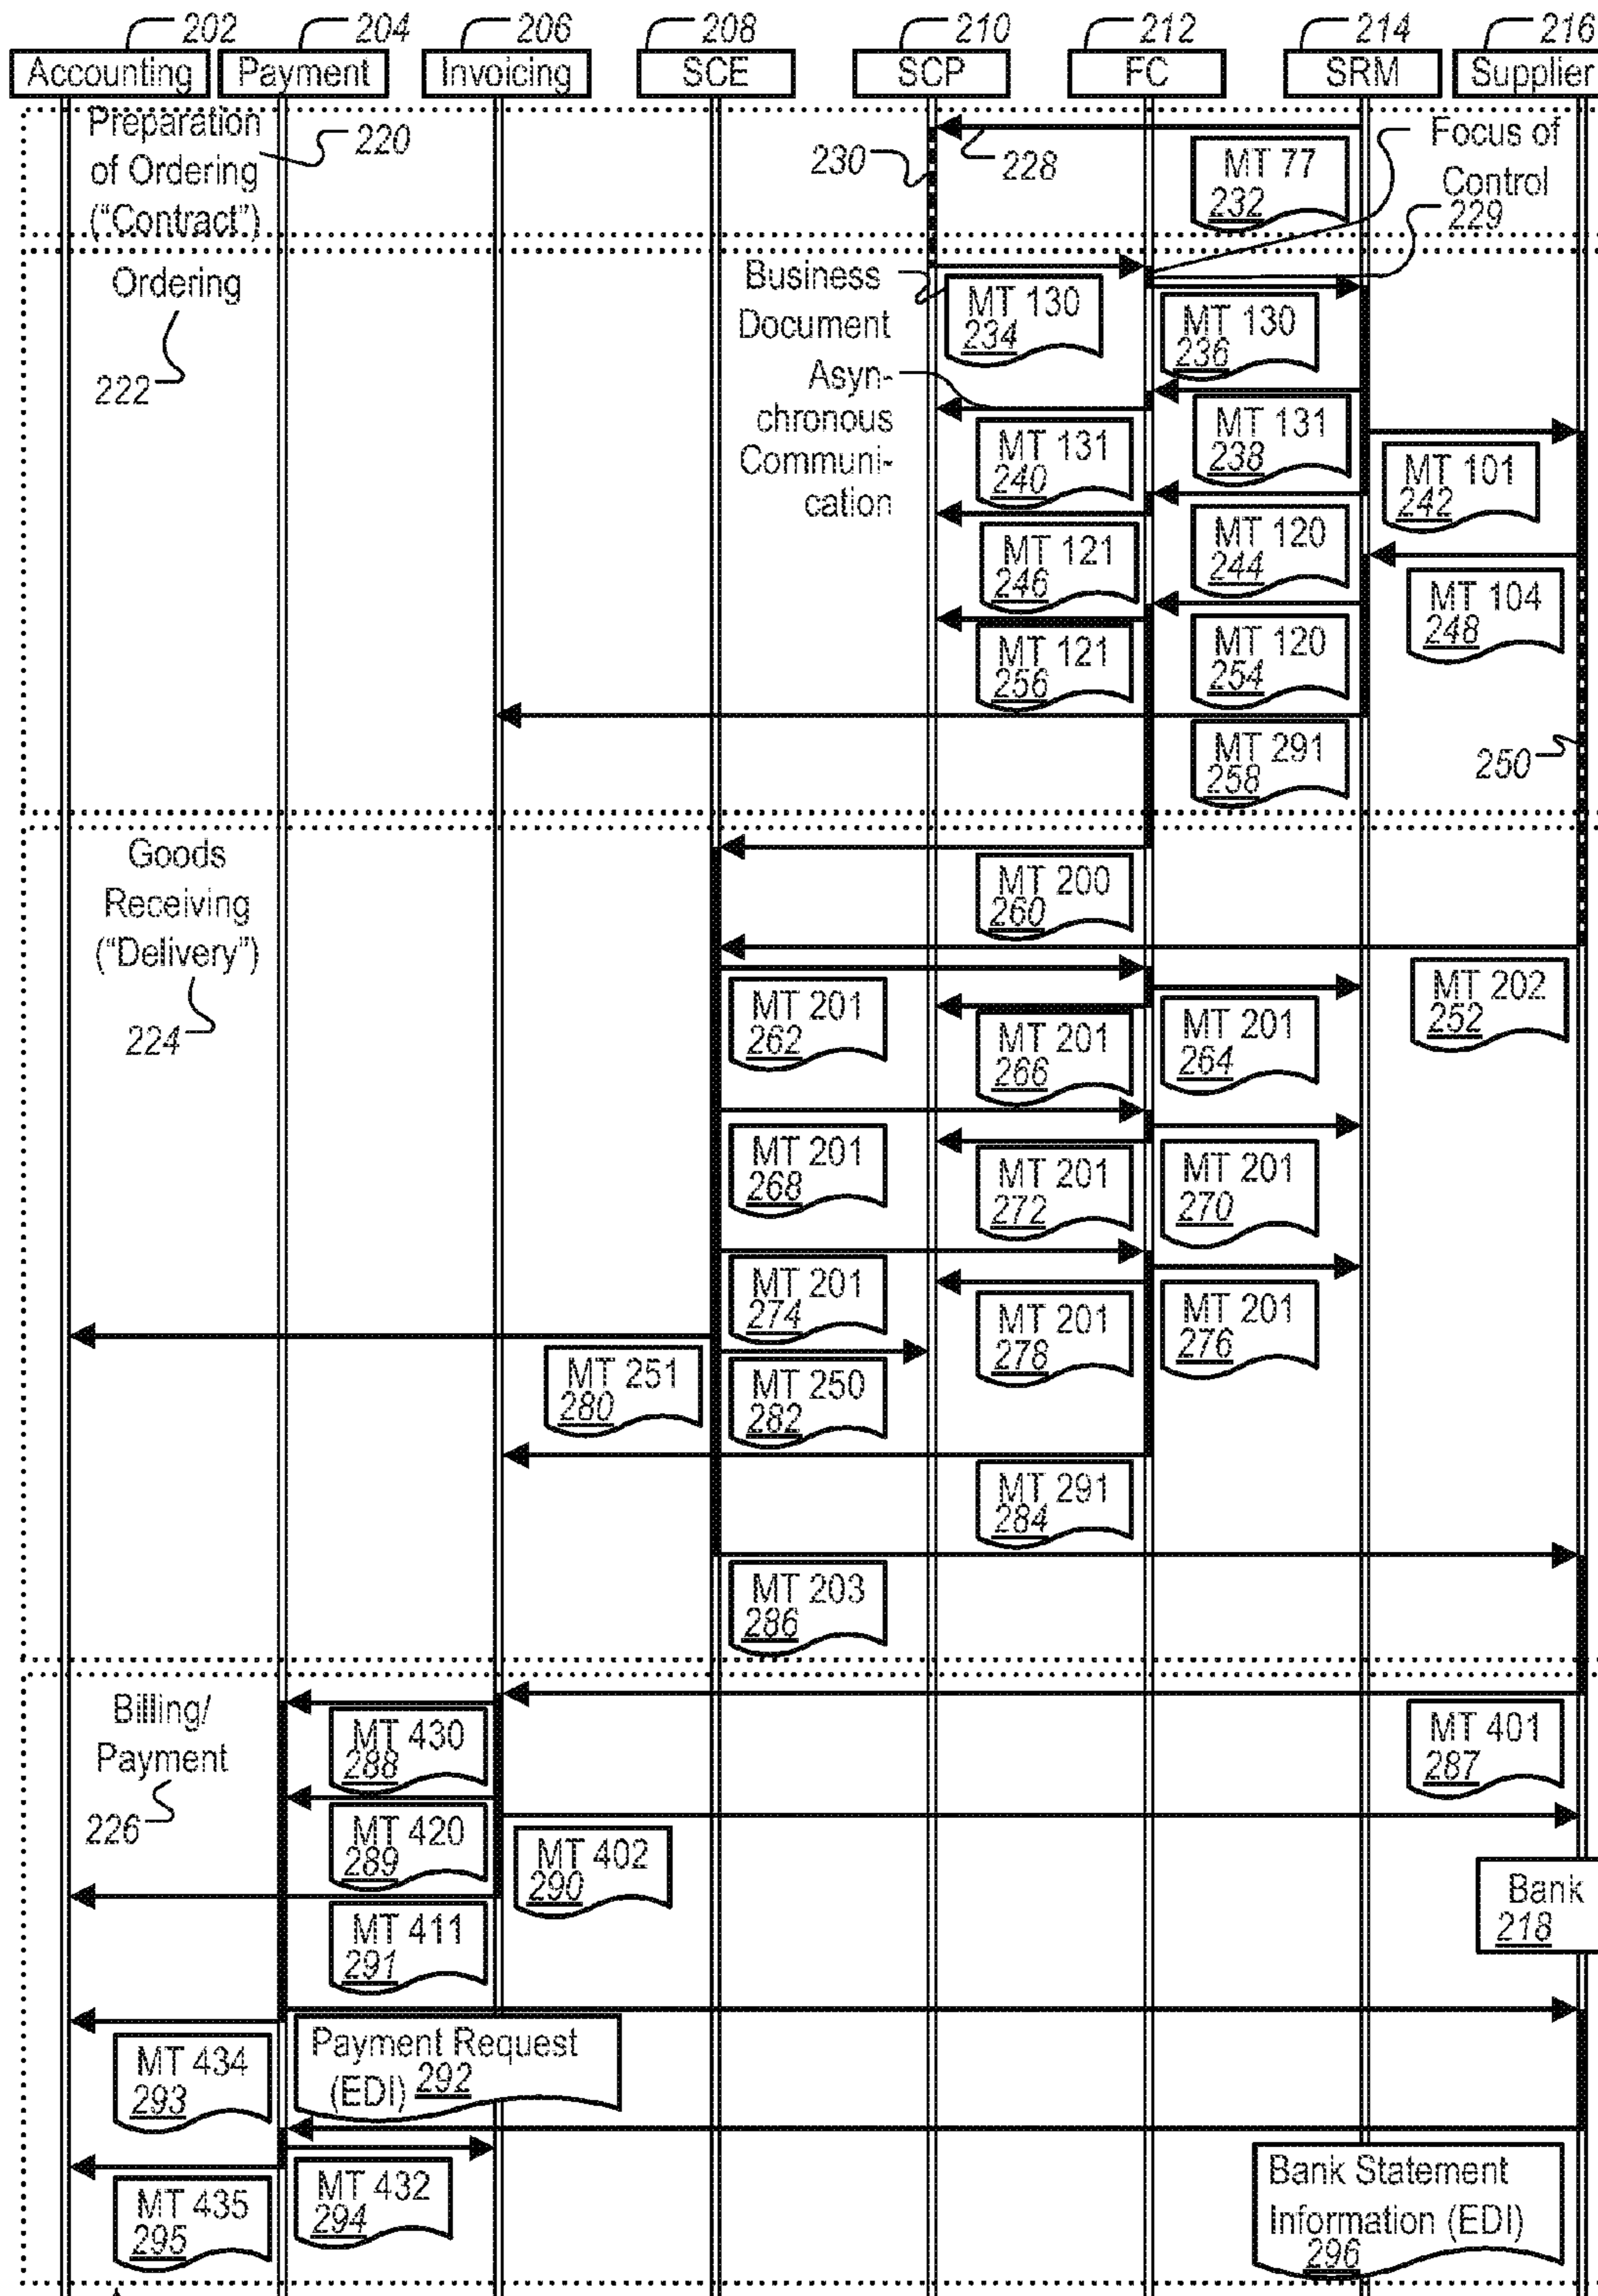 202
204
206
208
210
212
214
216
Accounting
Payment
Invoicing
SCE
SCP
FC
SRM
Supplier
Preparation
of Ordering
("Contract")
220
230
228
MT 77
232
Focus of
Control
229
Ordering
222
Business
Document
MT 130
234
MT 130
236
Asyn-
chronous
Communi-
cation
MT 131
240
MT 131
238
MT 101
242
MT 121
246
MT 120
244
MT 104
248
MT 121
256
MT 120
254
MT 291
258
250
Goods
Receiving
("Delivery")
224
MT 200
260
MT 202
252
MT 201
262
MT 201
266
MT 201
264
MT 201
268
MT 201
272
MT 201
270
MT 201
274
MT 201
278
MT 201
276
MT 251
280
MT 250
282
MT 291
284
MT 203
286
Billing/
Payment
226
MT 430
288
MT 401
287
MT 420
289
MT 402
290
Bank
218
MT 411
291
Payment Request
(EDI) 292
MT 434
293
MT 432
294
MT 435
295
Bank Statement
Information (EDI)
296